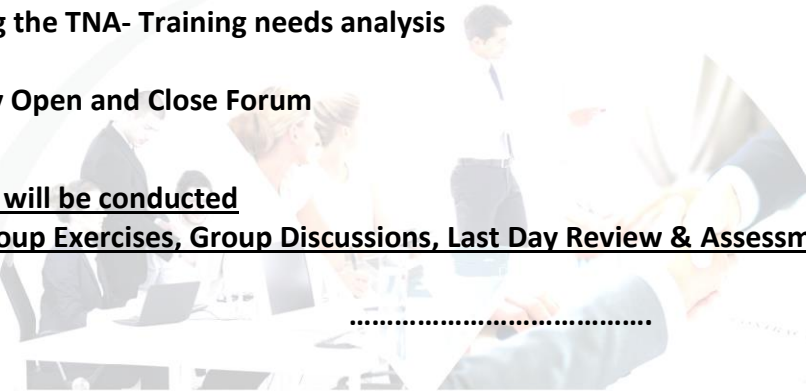 g the TNA- Training needs analysis
y Open and Close Forum
will be conducted
oup Exercises, Group Discussions, Last Day Review & Assessm
………………………………….